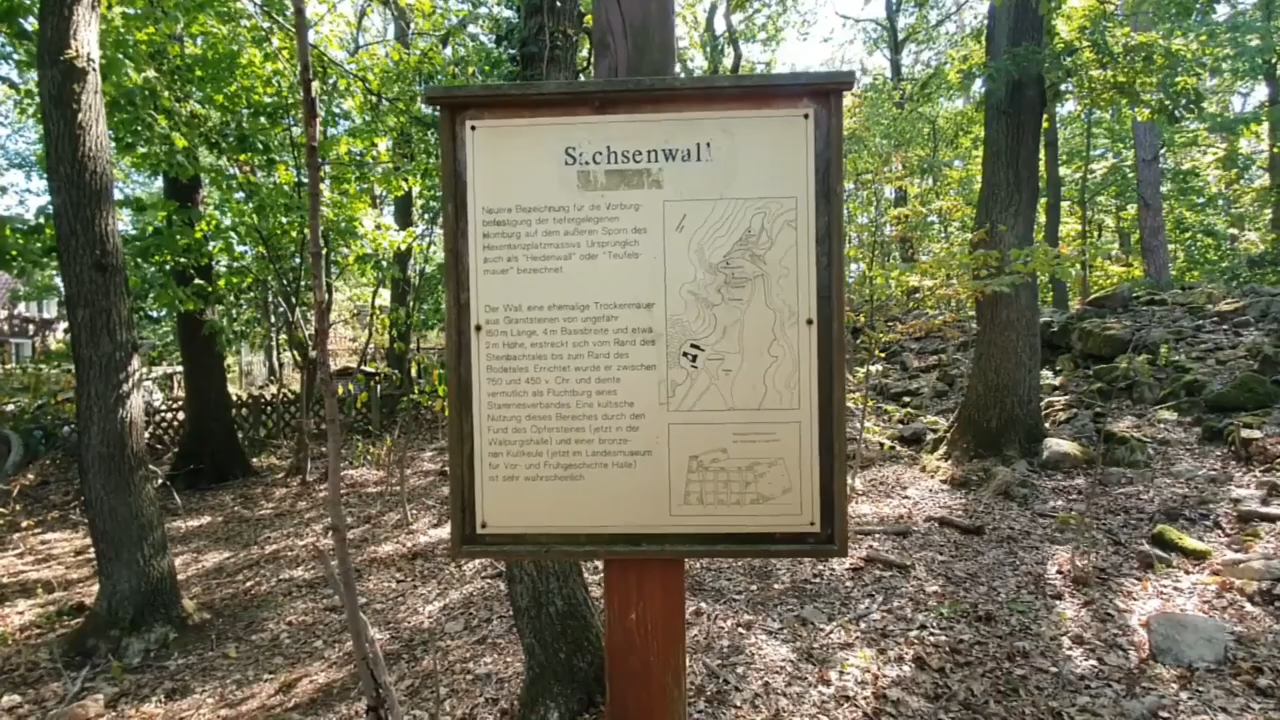 Sachsenwall
Neuere Bezeichnung für die Vorburg-
befestigung der tiefergelegenen
Homburg auf dem äußeren Sporn des
Hexentanzplatzmassivs. Ursprünglich
auch als "Heidenwall" oder "Teufels-
mauer" bezeichnet.
Der Wall, eine ehemalige Trockenmauer
aus Granitsteinen von ungefähr
150 m Länge, 4 m Basisbreite und etwa
2 m Höhe, erstreckt sich vom Rand des
Steinbachtales bis zum Rand des
Bodetales. Errichtet wurde er zwischen
750 und 450 v. Chr. und diente
vermutlich als Fluchtburg eines
Stammesverbandes. Eine kultische
Nutzung dieses Bereiches durch den
Fund des Opfersteines (jetzt in der
Walpurgishalle) und einer bronze-
nen Kultkeule (jetzt im Landesmuseum
für Vor- und Frühgeschichte Halle)
ist sehr wahrscheinlich